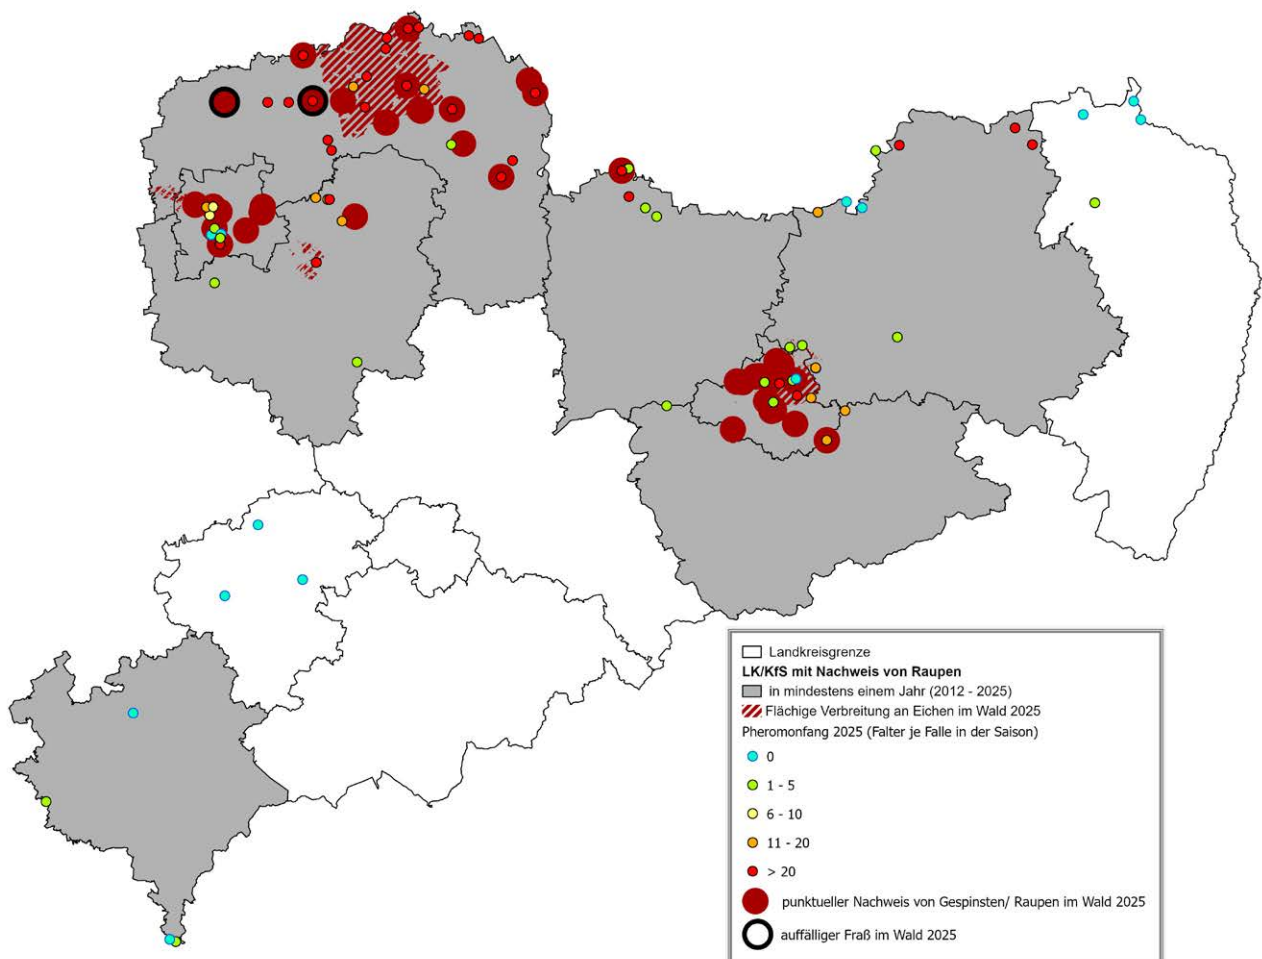 Landkreisgrenze
LK/KfS mit Nachweis von Raupen
in mindestens einem Jahr (2012 - 2025)
Flächige Verbreitung an Eichen im Wald 2025
Pheromonfang 2025 (Falter je Falle in der Saison)
0
1 - 5
6 - 10
11 - 20
> 20
punktueller Nachweis von Gespinsten/ Raupen im Wald 2025
auffälliger Fraß im Wald 2025